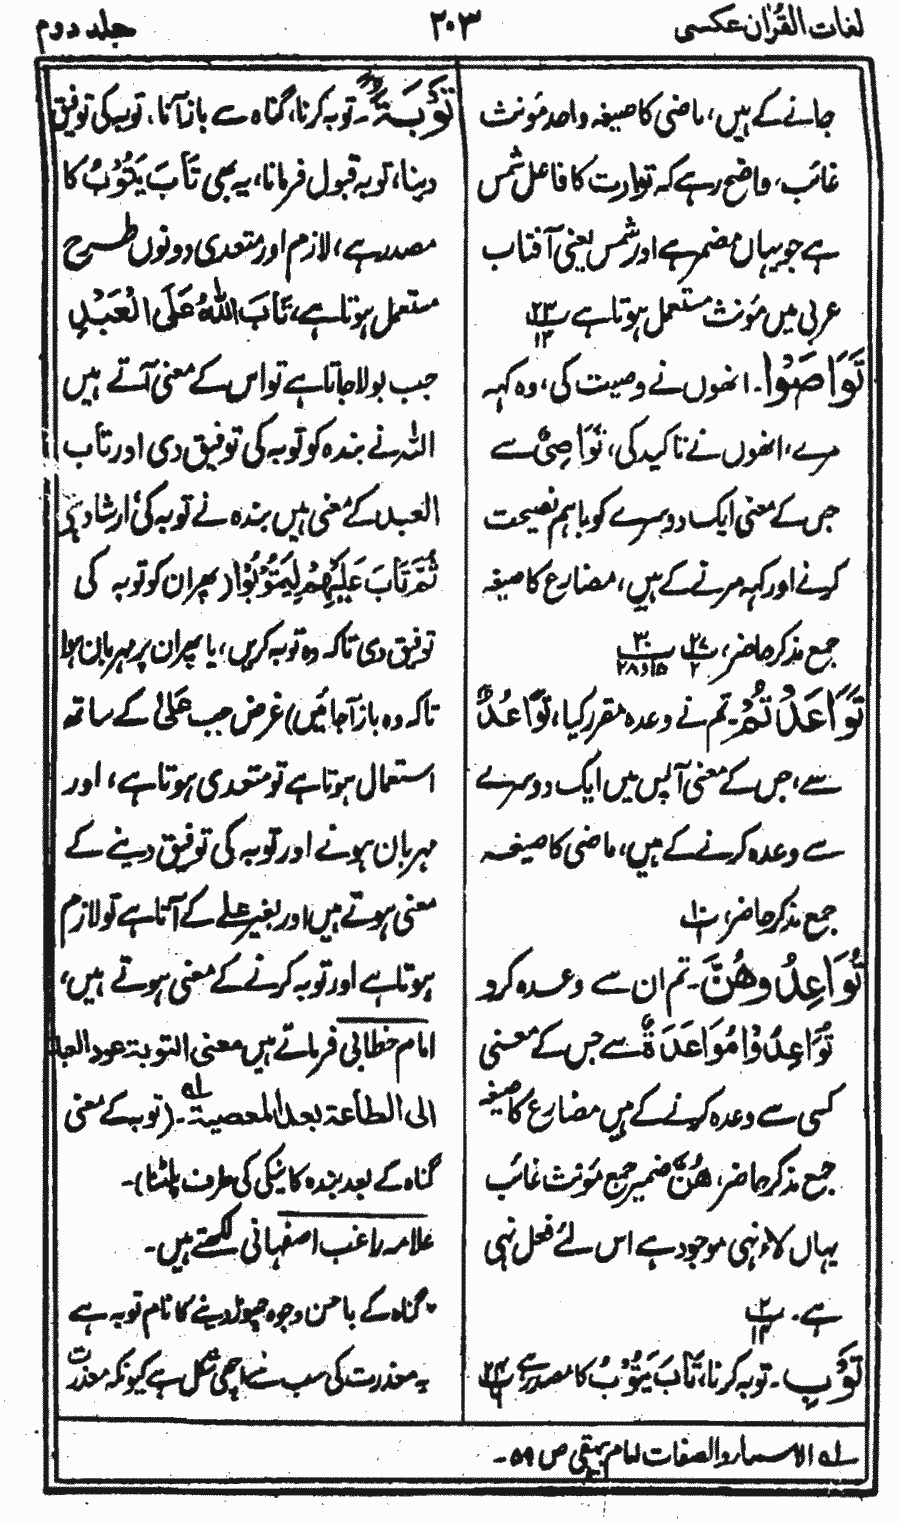 لغات القرآن عکسی
۲۰۳
جلد دوم
جانے کے ہیں، ماضی کا صیغہ واحد مؤنث
غائب، واضح رہے کہ توارت کا فاعل شمس
ہے جو یہاں مضمر ہے اور شمس یعنی آفتاب
عربی میں مؤنث مستعمل ہوتا ہے ۲۳/۱۲
تَوَاصَوْا۔ انھوں نے وصیت کی، وہ کہہ
مرے، انھوں نے تاکید کی، تَوَاصِیٌ سے
جس کے معنی ایک دوسرے کو باہم نصیحت
کرنے اور کہہ مرنے کے ہیں، مضارع کا صیغہ
جمع مذکر حاضر، ۲۷/۲ ۳۰/۱۵و۲۸
تَوَاعَدْتُّمْ۔ تم نے وعدہ مقرر کیا، تَوَاعُدٌ
سے، جس کے معنی آپس میں ایک دوسرے
سے وعدہ کرنے کے ہیں، ماضی کا صیغہ
جمع مذکر حاضر، ۱۰/۱
تُوَاعِدُوهُنَّ۔ تم ان سے وعدہ کرو
تُوَاعِدُوْا مُوَاعَدَةٌ سے جس کے معنی
کسی سے وعدہ کرنے کے ہیں مضارع کا صیغہ
جمع مذکر حاضر، هُنَّ ضمیر جمع مؤنث غائب
یہاں لاء نہی موجود ہے اس لئے فعل نہی
ہے۔ ۲/۱۴
تَوْبِ۔ توبہ کرنا، تَابَ يَتُوْبُ کا مصدر ہے ۲۴
تَوْبَةً۔ توبہ کرنا، گناہ سے باز آنا، توبہ کی توفیق
دینا، توبہ قبول فرمانا، یہ بھی تَابَ يَتُوْبُ کا
مصدر ہے، لازم اور متعدی دونوں طرح
مستعمل ہوتا ہے، تَابَ اللهُ عَلَى الْعَبْدِ
جب بولا جاتا ہے تو اس کے معنی آتے ہیں
اللہ نے بندہ کو توبہ کی توفیق دی اور تاب
العبد کے معنی ہیں بندہ نے توبہ کی، ارشاد ہے
ثُمَّ تَابَ عَلَيْهِمْ لِيَتُوْبُوْا (پھر ان کو توبہ کی
توفیق دی تاکہ وہ توبہ کریں، یا پھر ان پر مہربان ہوا
تاکہ وہ باز آجائیں) غرض جب عَلٰی کے ساتھ
استعمال ہوتا ہے تو متعدی ہوتا ہے، اور
مہربان ہونے اور توبہ کی توفیق دینے کے
معنی ہوتے ہیں اور بغیر علے کے آتا ہے تو لازم
ہوتا ہے اور توبہ کرنے کے معنی ہوتے ہیں،
امام خطابی فرماتے ہیں معنی التوبة عود العبد
الی الطاعة بعد المعصیة۔ (توبہ کے معنی
گناہ کے بعد بندہ کا نیکی کی طرف پلٹنا)۔
علامہ راغب اصفہانی لکھتے ہیں۔
"گناہ کے با حسن وجوہ چھوڑ دینے کا نام توبہ ہے
یہ معذرت کی سب سے اچھی شکل ہے کیونکہ معذرت
لہ الاسماء والصفات امام بیہقی ص ۵۹۔